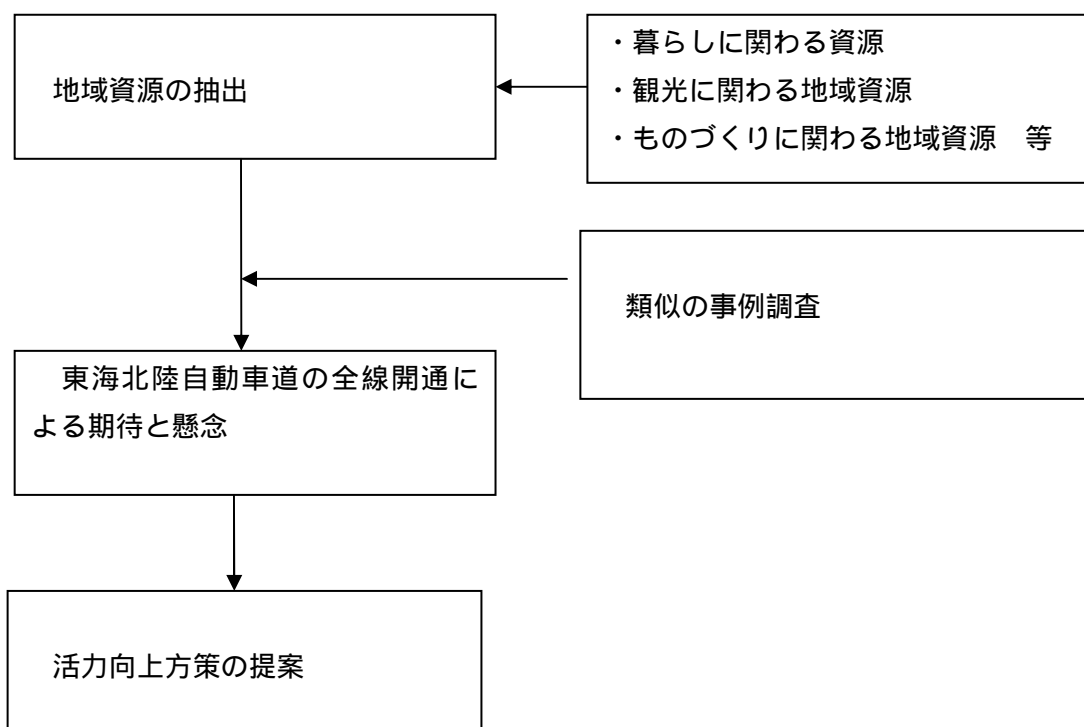 地域資源の抽出
・暮らしに関わる資源
・観光に関わる地域資源
・ものづくりに関わる地域資源　等
類似の事例調査
東海北陸自動車道の全線開通に
よる期待と懸念
活力向上方策の提案